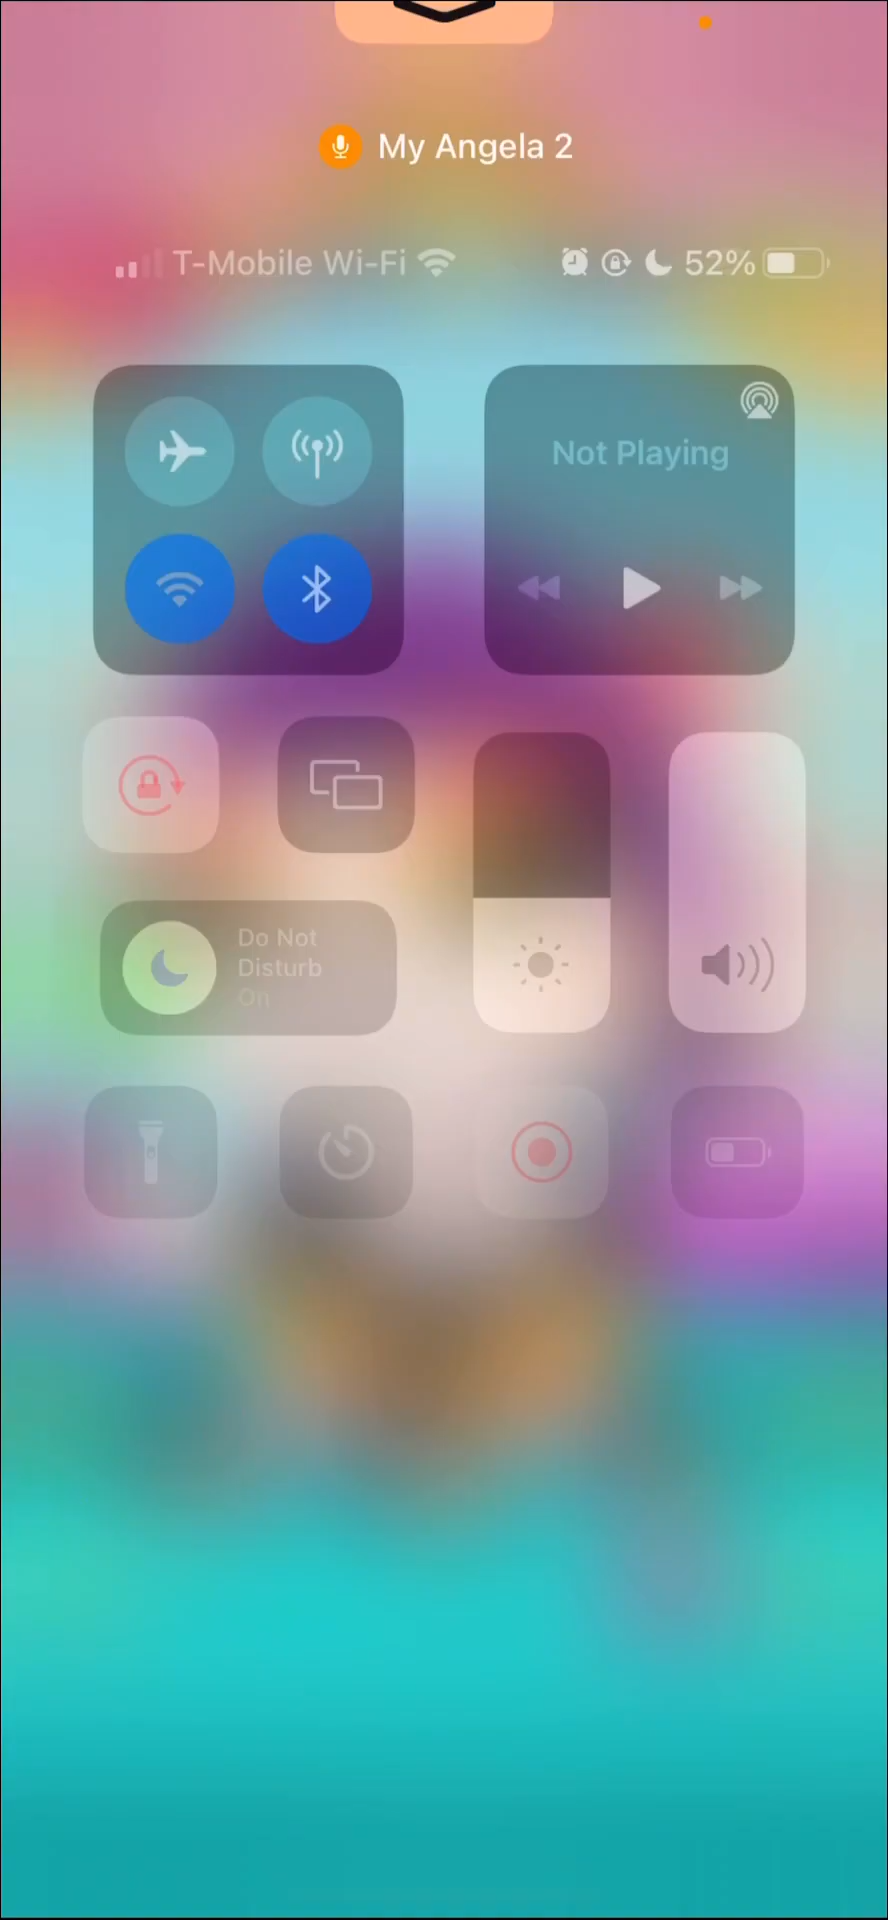 My Angela 2
T-Mobile Wi-Fi 52%
Not Playing
Do Not
Disturb
On